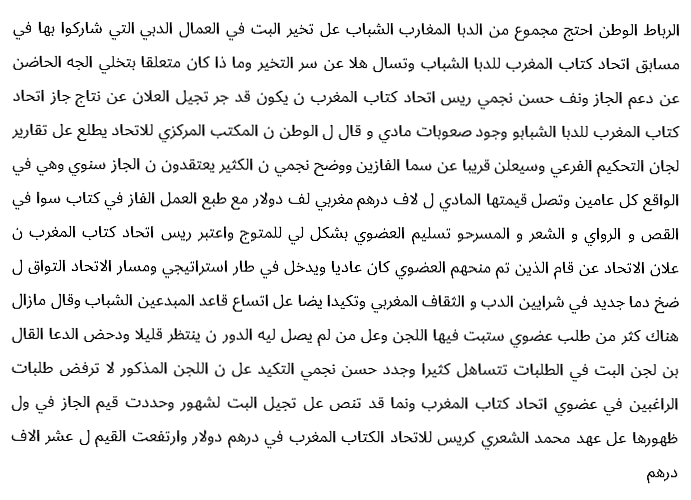 الرباط الوطن احتج مجموع من الدبا المغارب الشباب عل تخير البت في العمال الدبي التي شاركوا بها في
مسابق اتحاد كتاب المغرب للدبا الشباب وتسال هلا عن سر التخير وما ذا كان متعلقا بتخلي الجه الحاضن
عن دعم الجاز ونف حسن نجمي ريس اتحاد كتاب المغرب ن يكون قد جر تجيل العلان عن نتاج جاز اتحاد
كتاب المغرب للدبا الشبابو وجود صعوبات مادي و قال ل الوطن ن المكتب المركزي للاتحاد يطلع عل تقارير
لجان التحكيم الفرعي وسيعلن قريبا عن سما الفازين ووضح نجمي ن الكثير يعتقدون ن الجاز سنوي وهي في
الواقع كل عامين وتصل قيمتها المادي ل لاف درهم مغربي لف دولار مع طبع العمل الفاز في كتاب سوا في
القص و الرواي و الشعر و المسرحو تسليم العضوي بشكل لي للمتوج واعتبر ريس اتحاد كتاب المغرب ن
علان الاتحاد عن قام الذين تم منحهم العضوي كان عاديا ويدخل في طار استراتيجي ومسار الاتحاد التواق ل
ضخ دما جديد في شرايين الدب و الثقاف المغربي وتكيدا يضا عل اتساع قاعد المبدعين الشباب وقال مازال
هناك كثر من طلب عضوي ستبت فيها اللجن وعل من لم يصل ليه الدور ن ينتظر قليلا ودحض الدعا القال
بن لجن البت في الطلبات تتساهل كثيرا وجدد حسن نجمي التكيد عل ن اللجن المذكور لا ترفض طلبات
الراغبين في عضوي اتحاد كتاب المغرب ونما قد تنص عل تجيل البت لشهور وحددت قيم الجاز في ول
ظهورها عل عهد محمد الشعري كريس للاتحاد الكتاب المغرب في درهم دولار وارتفعت القيم ل عشر الاف
درهم